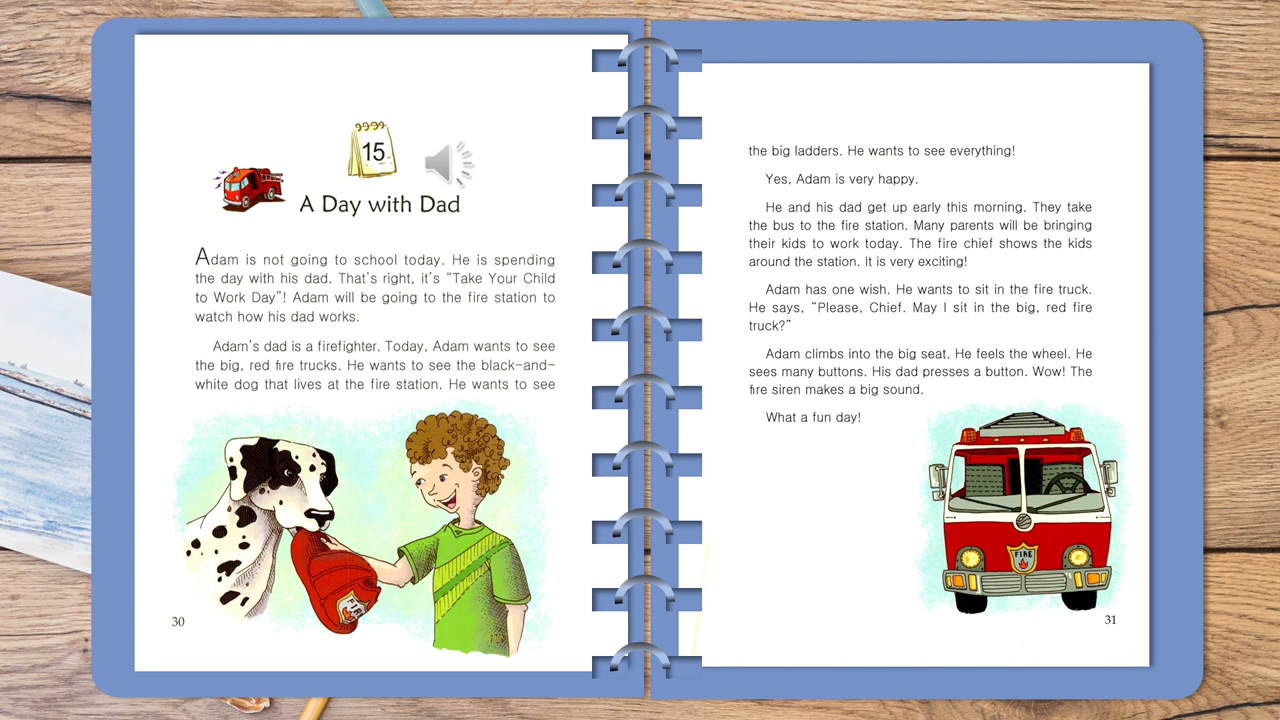 15
A Day with Dad
Adam is not going to school today. He is spending
the day with his dad. That's right, it's “Take Your Child
to Work Day”! Adam will be going to the fire station to
watch how his dad works.
Adam's dad is a firefighter. Today, Adam wants to see
the big, red fire trucks. He wants to see the black-and-
white dog that lives at the fire station. He wants to see
FIRE
30
the big ladders. He wants to see everything!
Yes, Adam is very happy.
He and his dad get up early this morning. They take
the bus to the fire station. Many parents will be bringing
their kids to work today. The fire chief shows the kids
around the station. It is very exciting!
Adam has one wish. He wants to sit in the fire truck.
He says, “Please, Chief. May I sit in the big, red fire
truck?”
Adam climbs into the big seat. He feels the wheel. He
sees many buttons. His dad presses a button. Wow! The
fire siren makes a big sound.
What a fun day!
FIRE
31